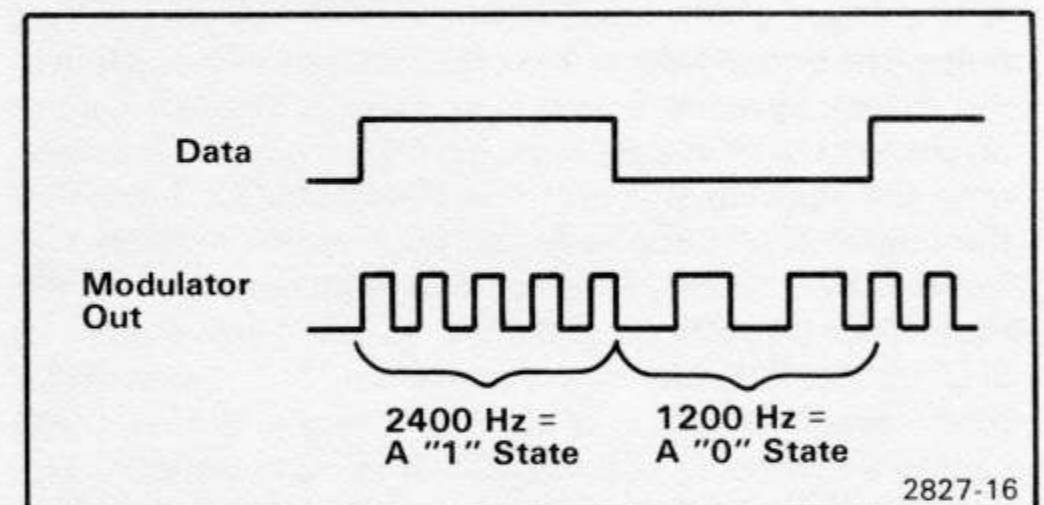 Data
Modulator
Out
2400 Hz =
A "1" State
1200 Hz =
A "0" State
2827-16